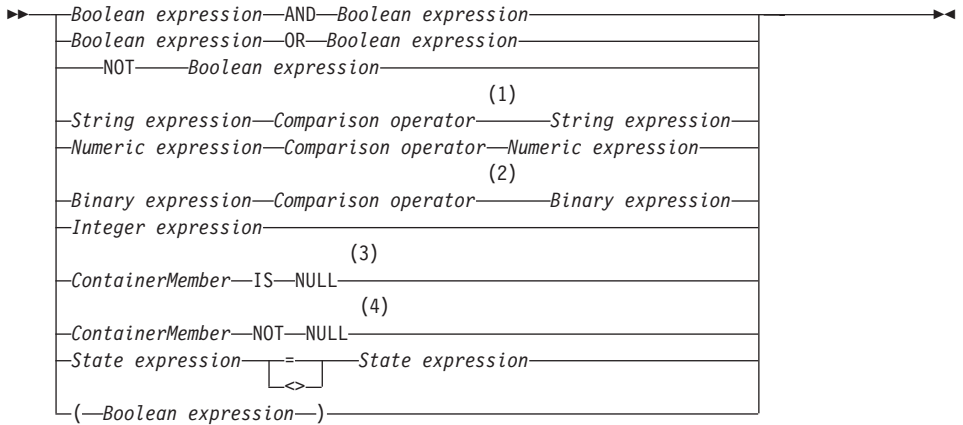 Boolean expression AND Boolean expression
Boolean expression OR Boolean expression
NOT Boolean expression
(1)
String expression Comparison operator String expression
Numeric expression Comparison operator Numeric expression
(2)
Binary expression Comparison operator Binary expression
Integer expression
(3)
ContainerMember IS NULL
(4)
ContainerMember NOT NULL
State expression = State expression
<>
( Boolean expression )